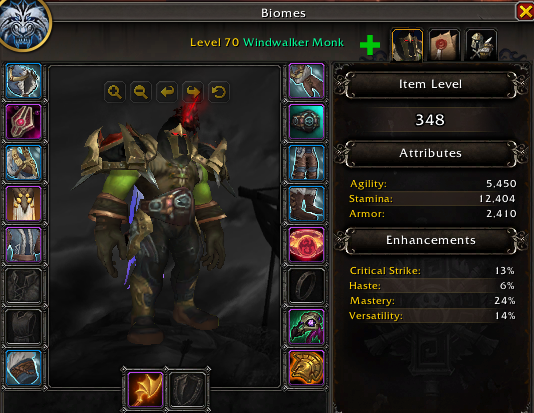 Biomes
Level 70 Windwalker Monk
Item Level
348
Attributes
Agility: 5,450
Stamina: 12,404
Armor: 2,410
Enhancements
Critical Strike: 13%
Haste: 6%
Mastery: 24%
Versatility: 14%